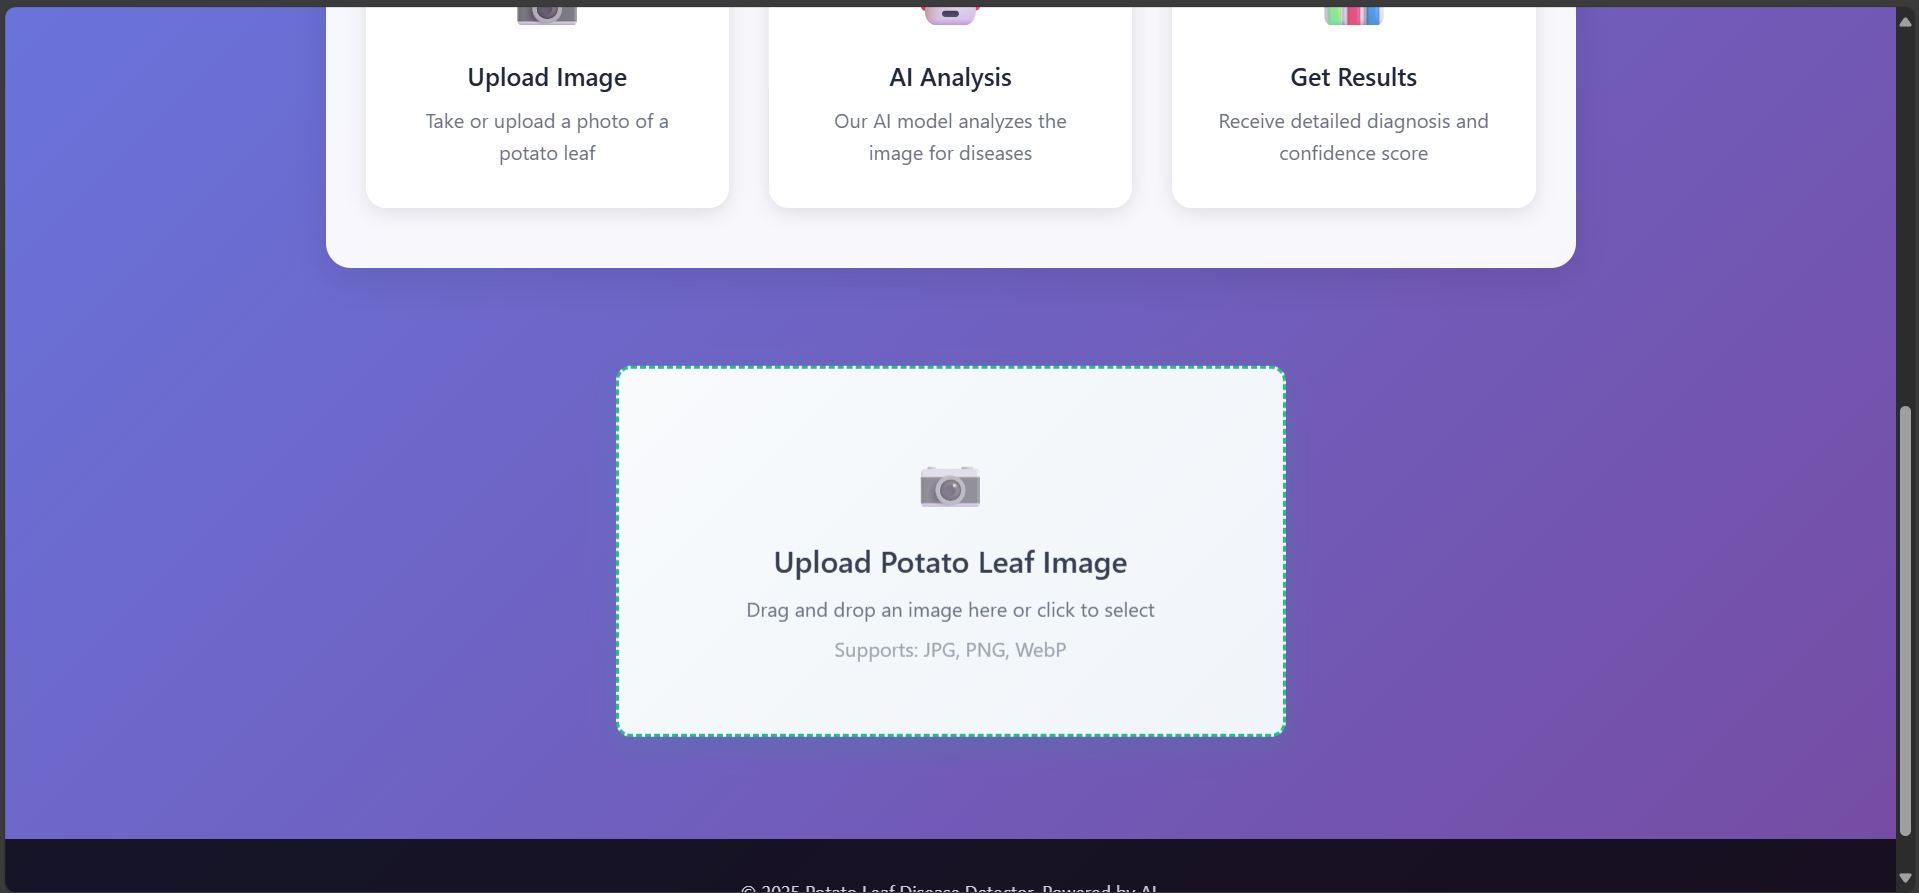 Upload Image
Take or upload a photo of a
potato leaf
AI Analysis
Our AI model analyzes the
image for diseases
Get Results
Receive detailed diagnosis and
confidence score
Upload Potato Leaf Image
Drag and drop an image here or click to select
Supports: JPG, PNG, WebP
© 2025 Potato Leaf Disease Detector. Powered by AI